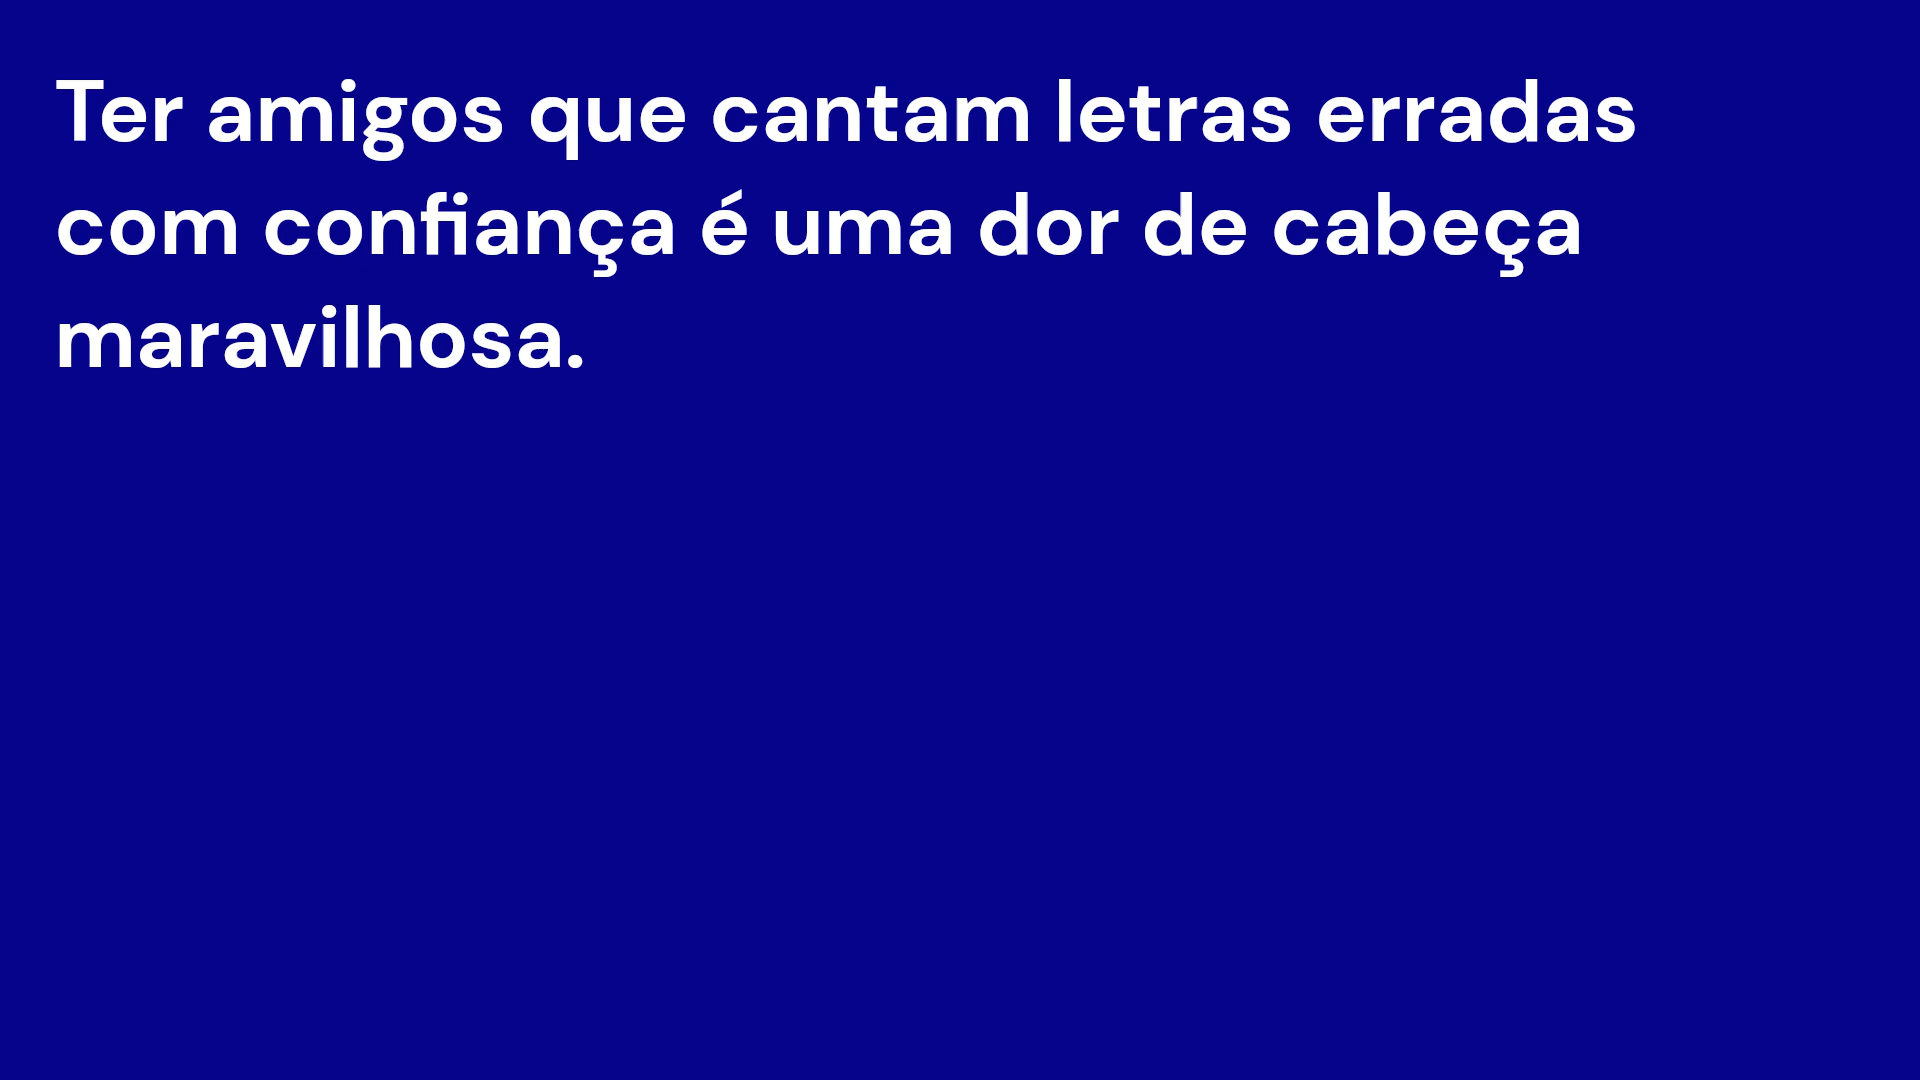 Ter amigos que cantam letras erradas
com confiança é uma dor de cabeça
maravilhosa.